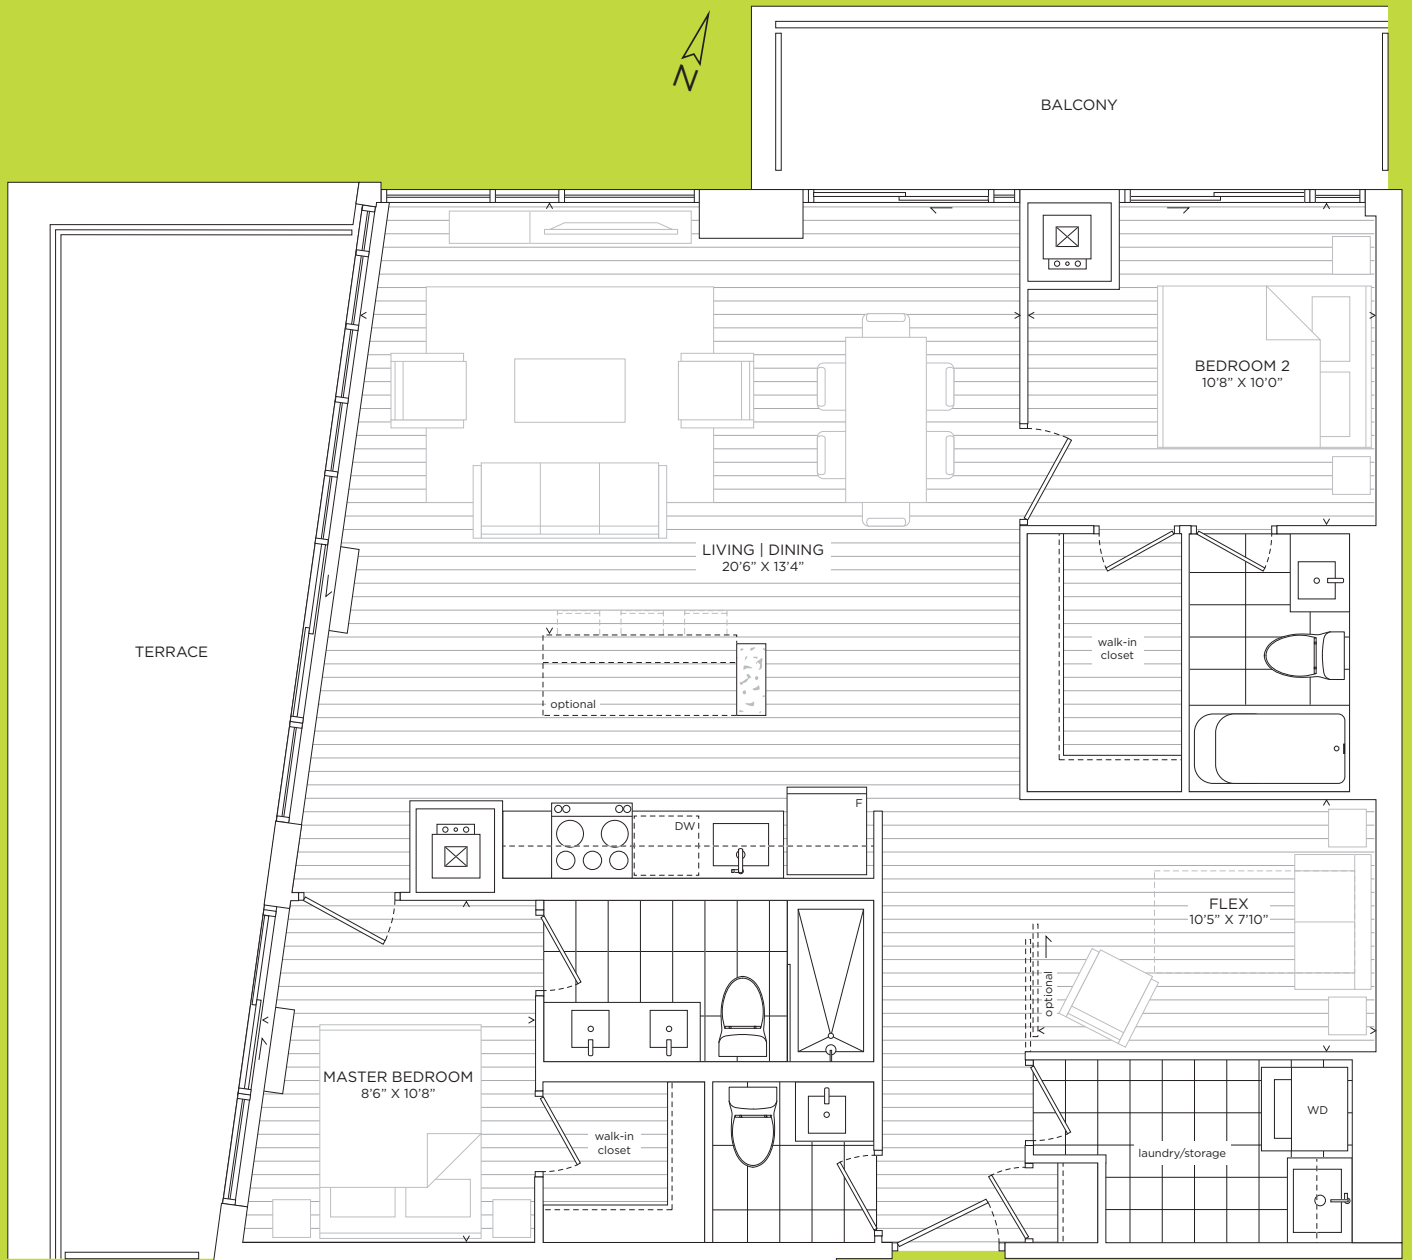 N
BALCONY
BEDROOM 2
10'8" X 10'0"
LIVING | DINING
20'6" X 13'4"
TERRACE
walk-in
closet
optional
F
DW
FLEX
10'5" X 7'10"
optional
MASTER BEDROOM
8'6" X 10'8"
WD
walk-in
closet
laundry/storage